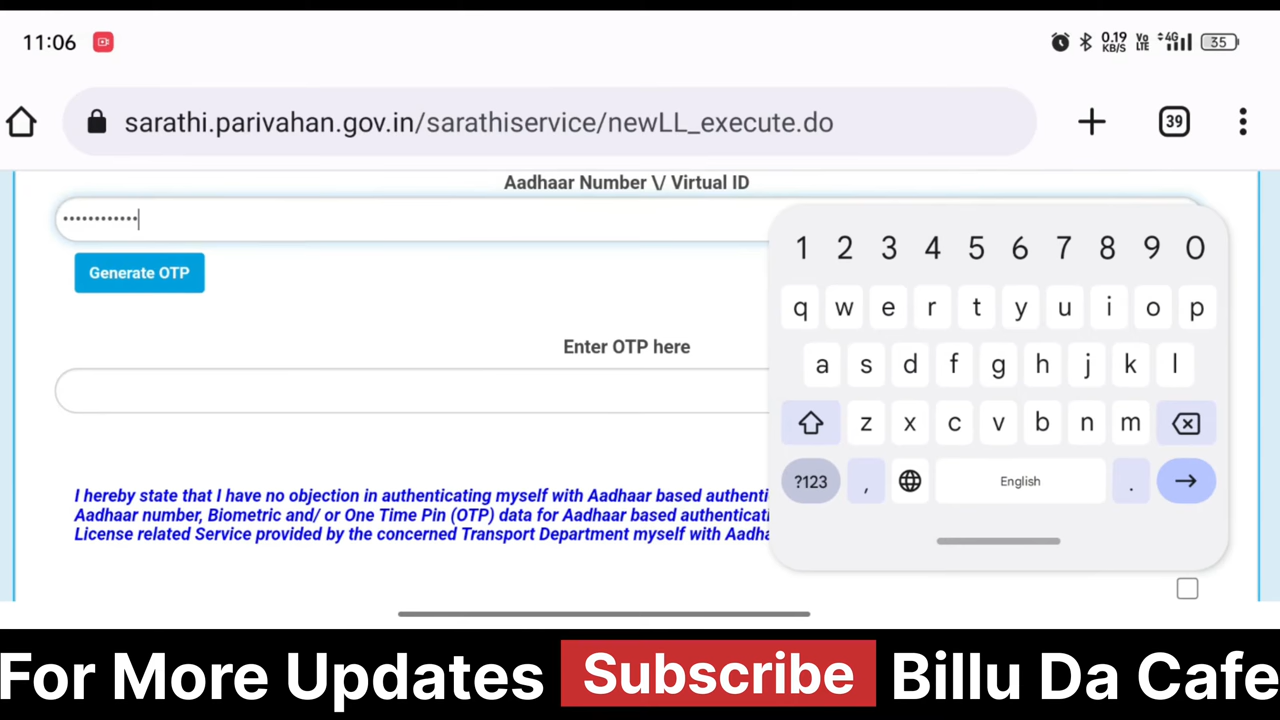 11:06 0.19 KB/S Vo LTE 4G 35
sarathi.parivahan.gov.in/sarathiservice/newLL_execute.do 39
Aadhaar Number \/ Virtual ID
••••••••••••
Generate OTP
Enter OTP here
I hereby state that I have no objection in authenticating myself with Aadhaar based authenti
Aadhaar number, Biometric and/ or One Time Pin (OTP) data for Aadhaar based authenticati
License related Service provided by the concerned Transport Department myself with Aadha
1 2 3 4 5 6 7 8 9 0
q w e r t y u i o p
a s d f g h j k l
z x c v b n m
?123 , English .
For More Updates Subscribe Billu Da Cafe